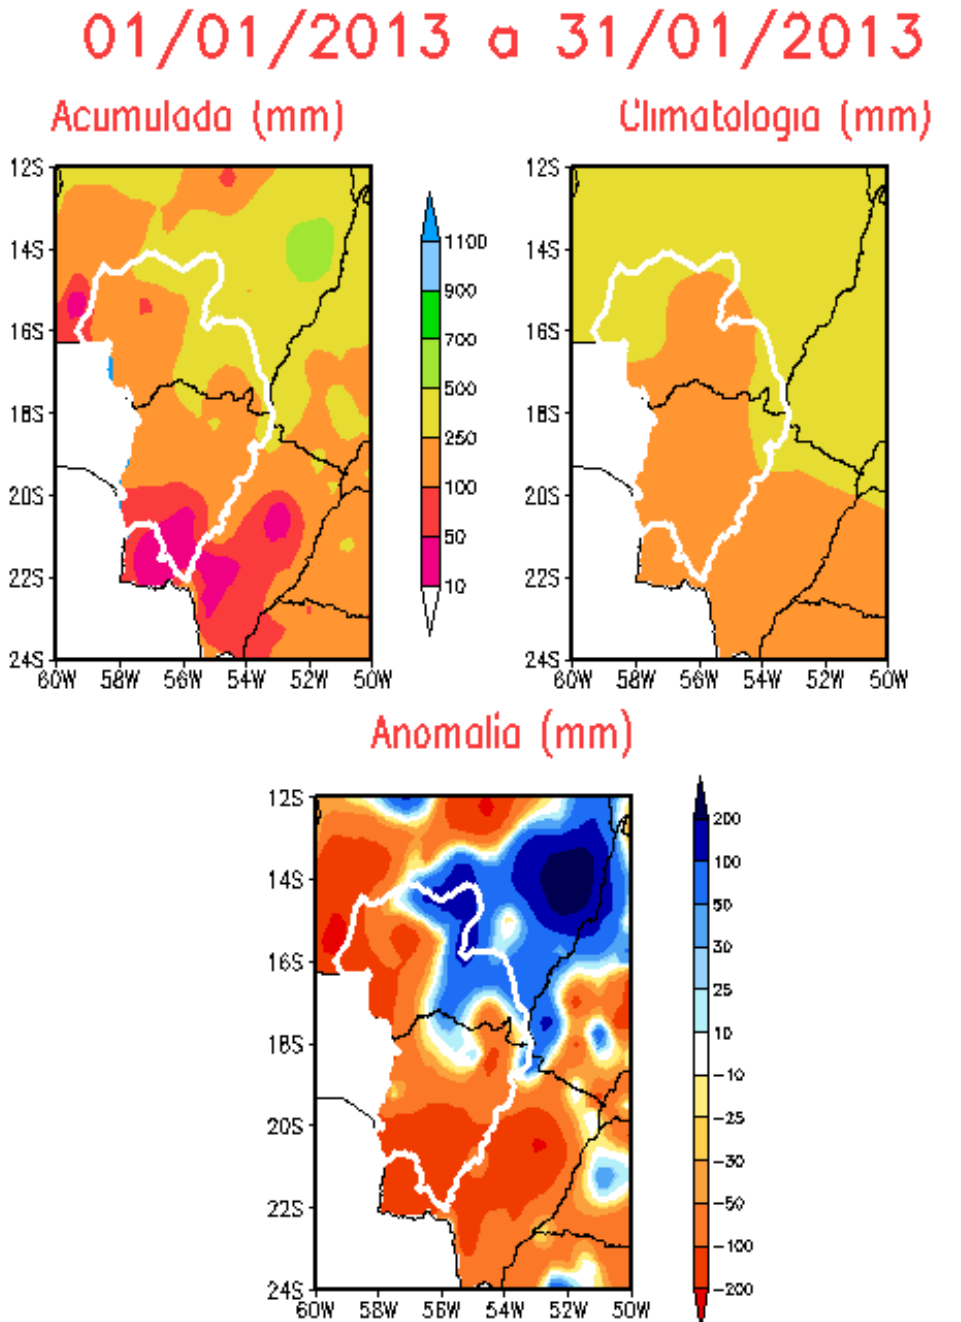 01/01/2013 a 31/01/2013
Acumulada (mm)
Climatologia (mm)
12S
14S
16S
18S
20S
22S
24S
60W 58W 56W 54W 52W 50W
1100
900
700
500
250
100
50
10
12S
14S
16S
18S
20S
22S
24S
60W 58W 56W 54W 52W 50W
Anomalia (mm)
12S
14S
16S
18S
20S
22S
24S
60W 58W 56W 54W 52W 50W
200
100
50
30
25
10
-10
-25
-30
-50
-100
-200